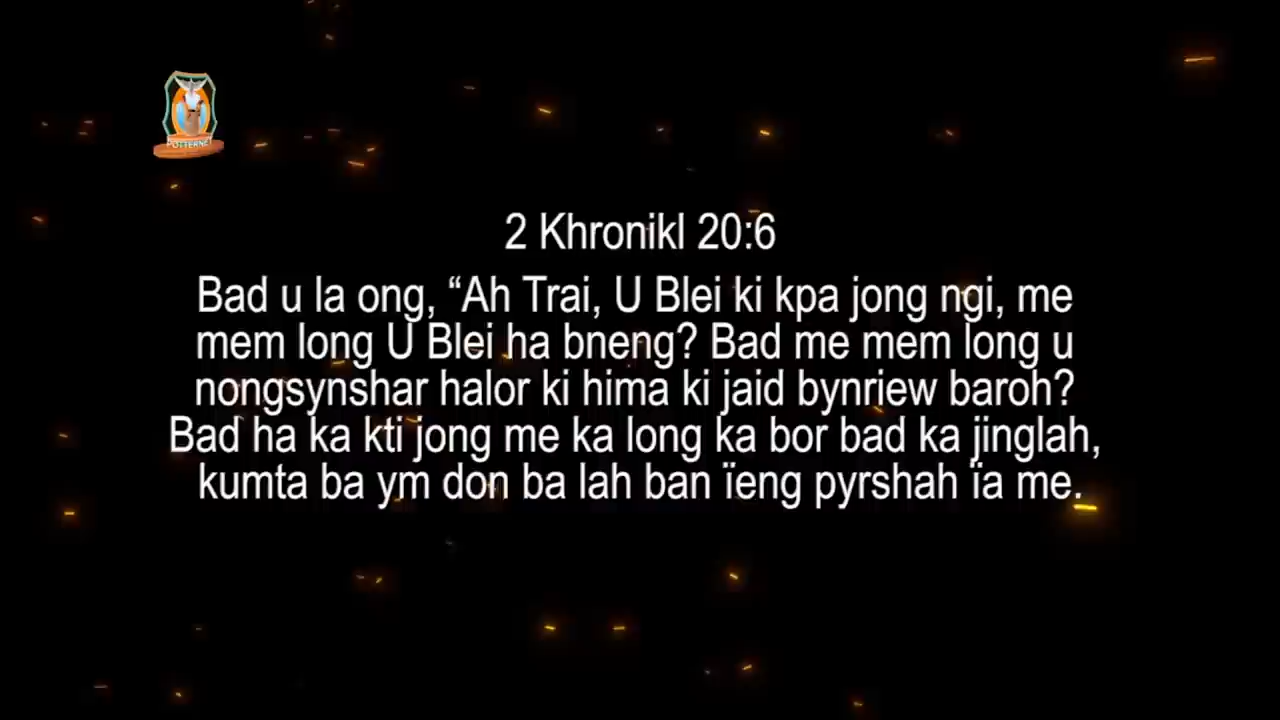 POTTERNET
2 Khronikl 20:6
Bad u la ong, “Ah Trai, U Blei ki kpa jong ngi, me
mem long U Blei ha bneng? Bad me mem long u
nongsynshar halor ki hima ki jaid bynriew baroh?
Bad ha ka kti jong me ka long ka bor bad ka jinglah,
kumta ba ym don ba lah ban ïeng pyrshah ïa me.